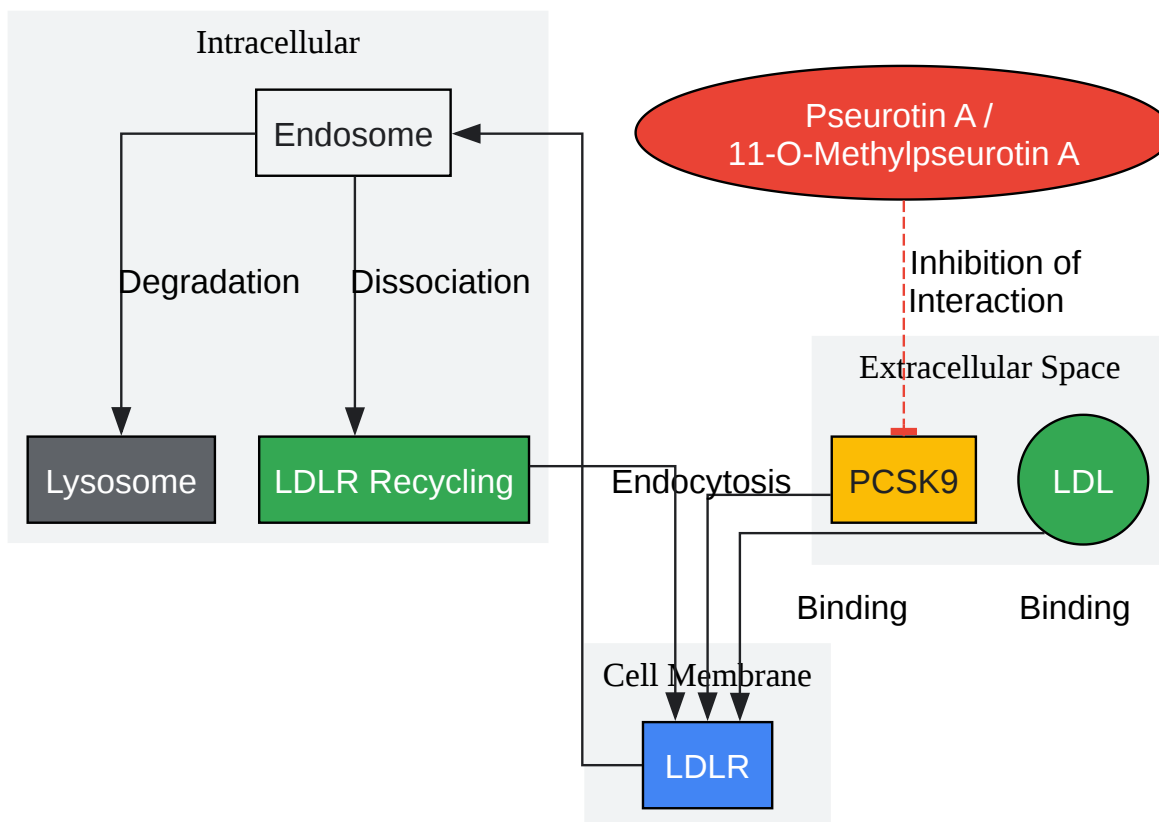 Intracellular
Endosome
Pseurotin A /
11-O-Methylpseurotin A
Degradation
Dissociation
Inhibition of
Interaction
Extracellular Space
Lysosome
LDLR Recycling
Endocytosis
PCSK9
LDL
Binding
Binding
Cell Membrane
LDLR